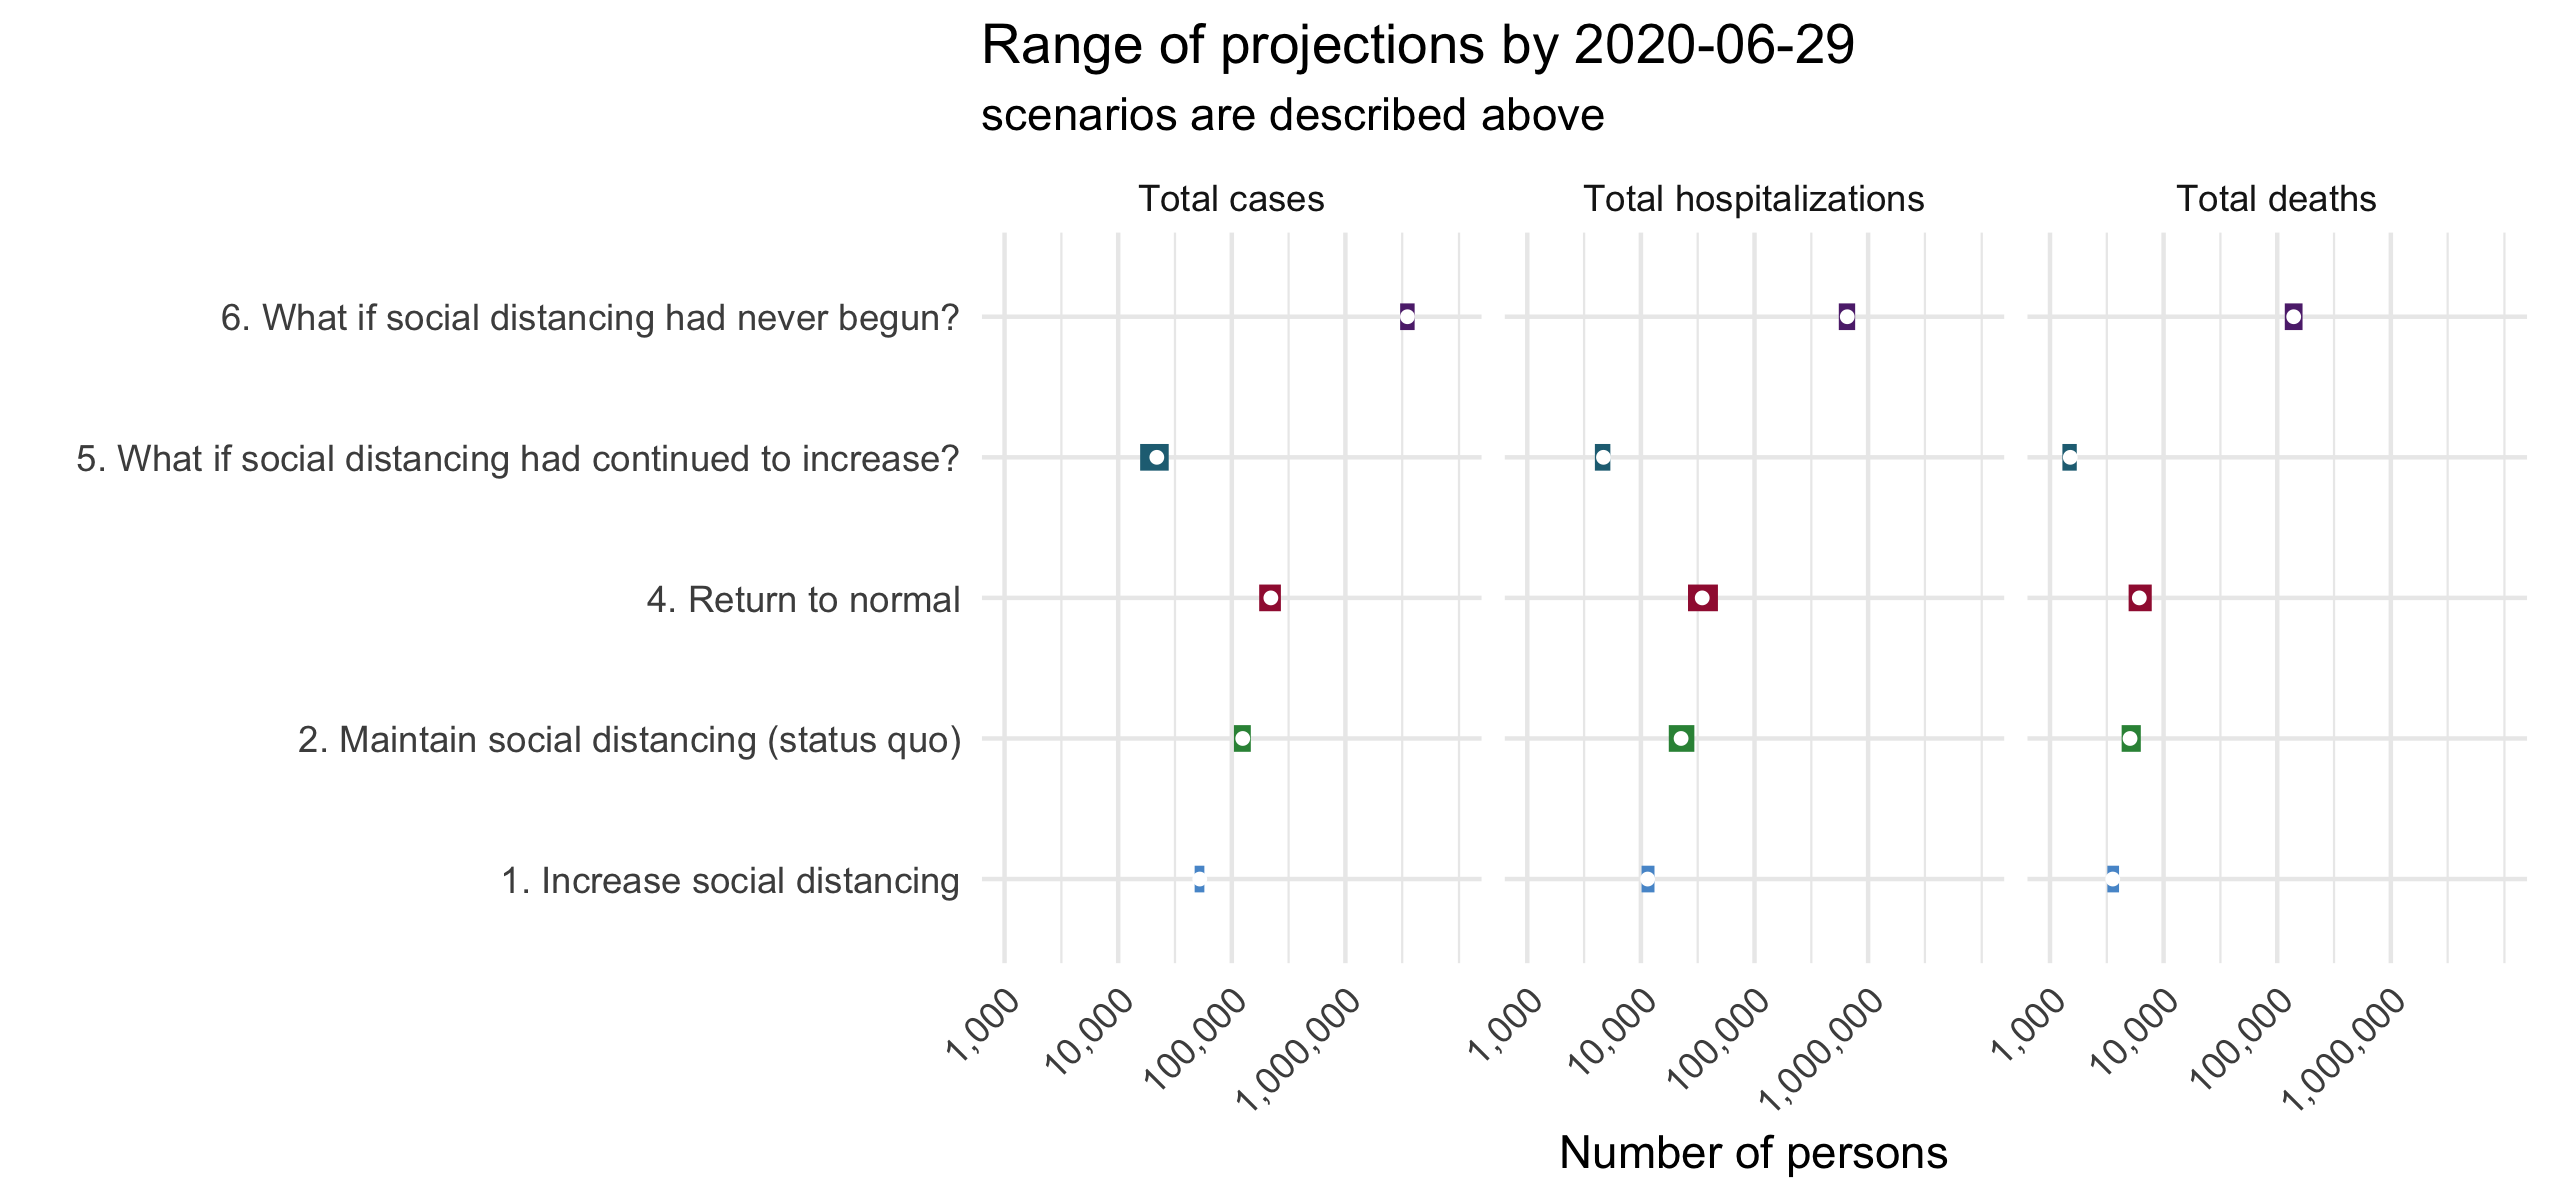 Range of projections by 2020-06-29
scenarios are described above
Total cases
Total hospitalizations
Total deaths
6. What if social distancing had never begun?
5. What if social distancing had continued to increase?
4. Return to normal
2. Maintain social distancing (status quo)
1. Increase social distancing
1,000
10,000
100,000
1,000,000
1,000
10,000
100,000
1,000,000
1,000
10,000
100,000
1,000,000
Number of persons